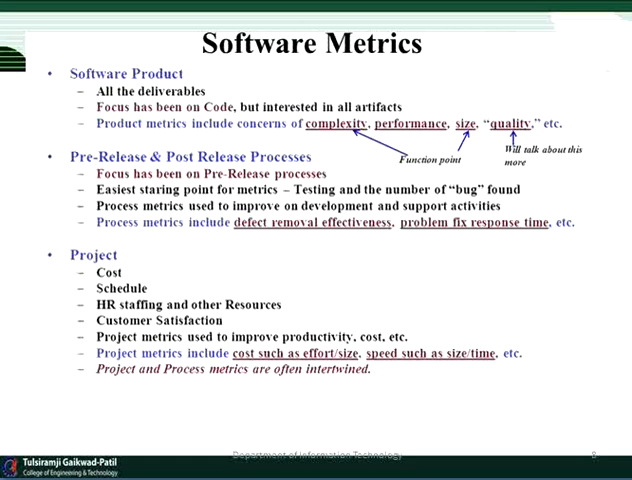 Software Metrics
• Software Product
– All the deliverables
– Focus has been on Code, but interested in all artifacts
– Product metrics include concerns of complexity, performance, size, “quality,” etc.
Function point
Will talk about this
more
• Pre-Release & Post Release Processes
– Focus has been on Pre-Release processes
– Easiest staring point for metrics – Testing and the number of “bug” found
– Process metrics used to improve on development and support activities
– Process metrics include defect removal effectiveness, problem fix response time, etc.
• Project
– Cost
– Schedule
– HR staffing and other Resources
– Customer Satisfaction
– Project metrics used to improve productivity, cost, etc.
– Project metrics include cost such as effort/size, speed such as size/time, etc.
– Project and Process metrics are often intertwined.
Department of Information Technology
8
Tulsiramji Gaikwad-Patil
College of Engineering & Technology